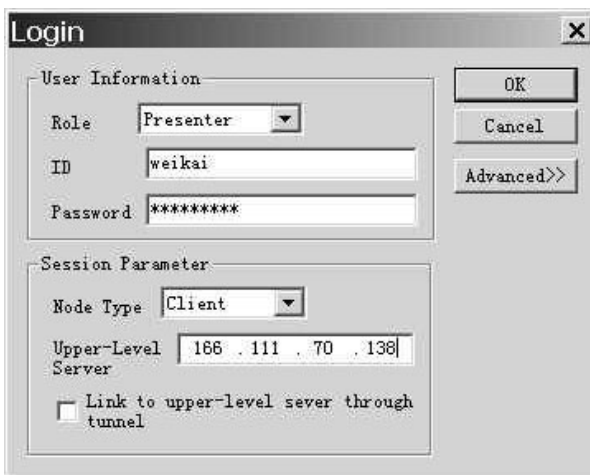 Login
User Information
OK
Role Presenter
Cancel
ID weikai
Advanced>>
Password *********
Session Parameter
Node Type Client
Upper-Level Server 166 .111 . 70 .138
Link to upper-level sever through
tunnel